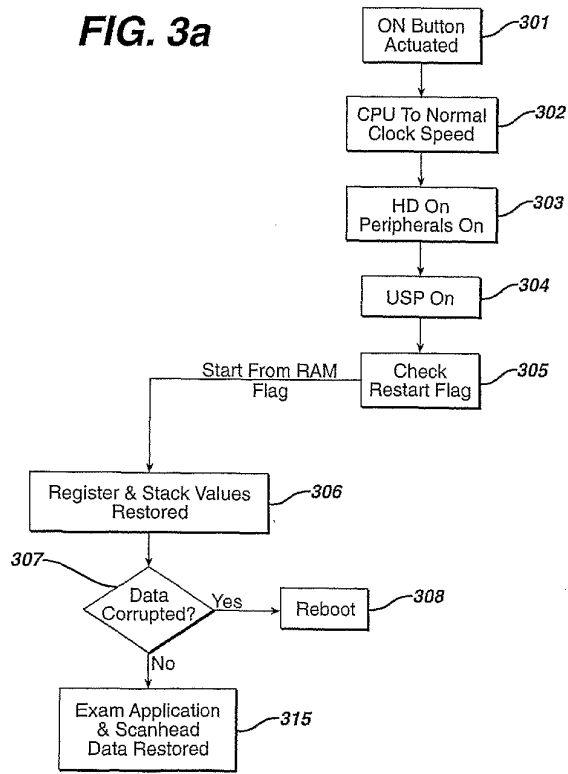 FIG. 3a
ON Button
Actuated
301
CPU To Normal
Clock Speed
302
HD On
Peripherals On
303
USP On
304
Check
Restart Flag
305
Start From RAM
Flag
Register & Stack Values
Restored
306
307
Data
Corrupted?
Yes
Reboot
308
No
Exam Application
& Scanhead
Data Restored
315